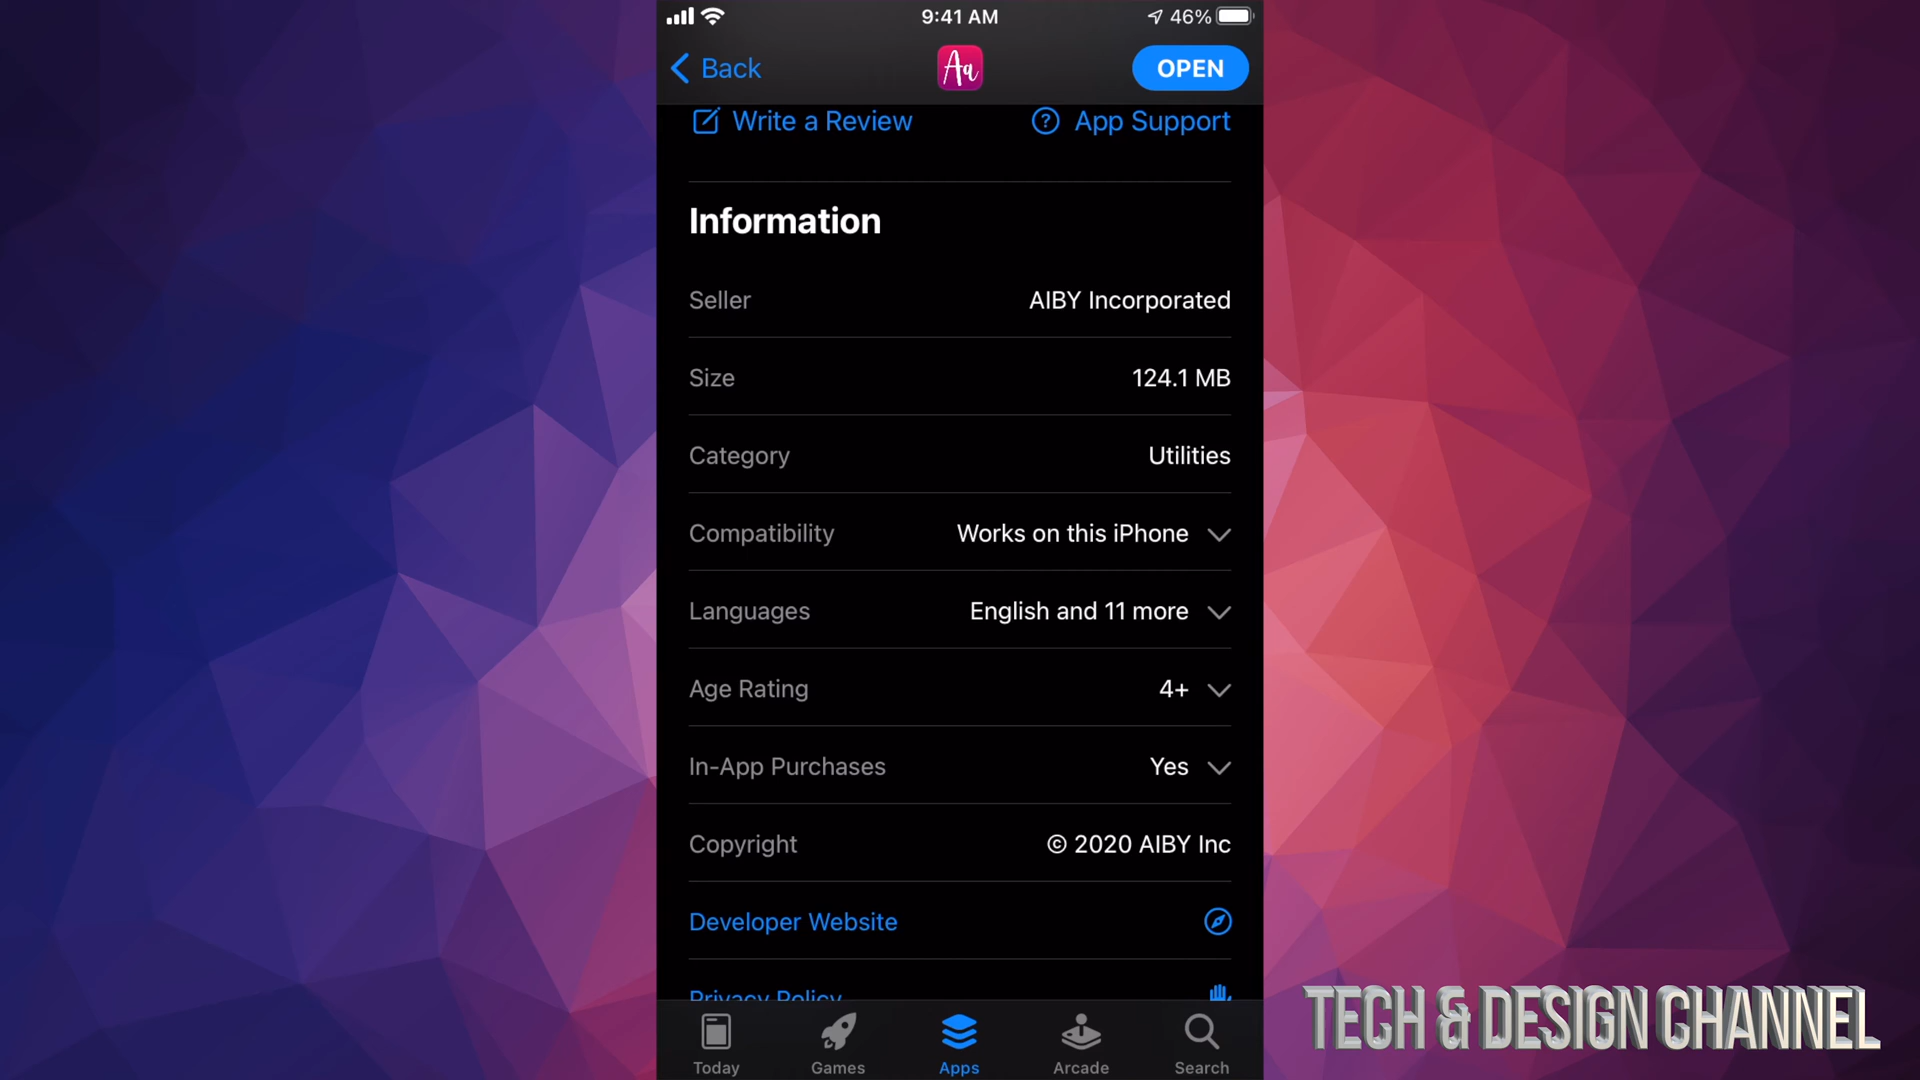 9:41 AM
46%
Back
Aa
OPEN
Write a Review
App Support
Information
Seller
AIBY Incorporated
Size
124.1 MB
Category
Utilities
Compatibility
Works on this iPhone
Languages
English and 11 more
Age Rating
4+
In-App Purchases
Yes
Copyright
© 2020 AIBY Inc
Developer Website
Privacy Policy
Today
Games
Apps
Arcade
Search
TECH & DESIGN CHANNEL